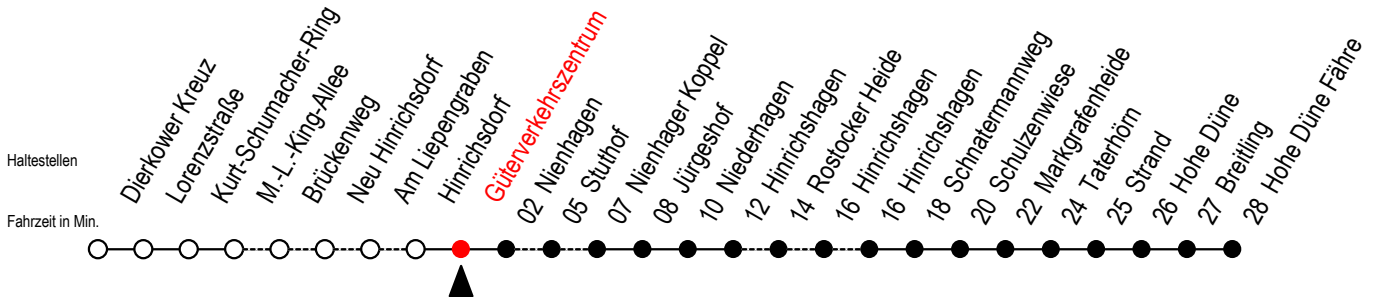 Haltestellen
Fahrzeit in Min.
Dierkower Kreuz
Lorenzstraße
Kurt-Schumacher-Ring
M.-L.-King-Allee
Brückenweg
Neu Hinrichsdorf
Am Liepengraben
Hinrichsdorf
Güterverkehrszentrum
02 Nienhagen
05 Stuthof
07 Nienhager Koppel
08 Jürgeshof
10 Niederhagen
12 Hinrichshagen
14 Rostocker Heide
16 Hinrichshagen
16 Hinrichshagen
18 Schnatermannweg
20 Schulzenwiese
22 Markgrafenheide
24 Taterhörn
25 Strand
26 Hohe Düne
27 Breitling
28 Hohe Düne Fähre